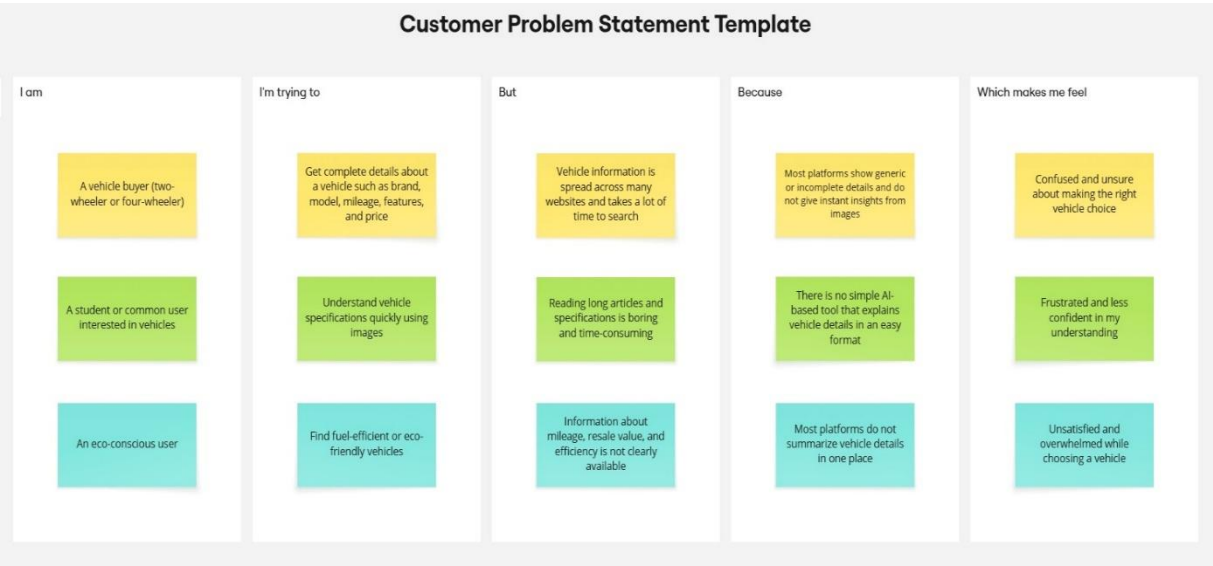 Customer Problem Statement Template
I am
I'm trying to
But
Because
Which makes me feel
A vehicle buyer (two-
wheeler or four-wheeler)
Get complete details about
a vehicle such as brand,
model, mileage, features,
and price
Vehicle information is
spread across many
websites and takes a lot of
time to search
Most platforms show generic
or incomplete details and do
not give instant insights from
images
Confused and unsure
about making the right
vehicle choice
A student or common user
interested in vehicles
Understand vehicle
specifications quickly using
images
Reading long articles and
specifications is boring
and time-consuming
There is no simple AI-
based tool that explains
vehicle details in an easy
format
Frustrated and less
confident in my
understanding
An eco-conscious user
Find fuel-efficient or eco-
friendly vehicles
Information about
mileage, resale value, and
efficiency is not clearly
available
Most platforms do not
summarize vehicle details
in one place
Unsatisfied and
overwhelmed while
choosing a vehicle